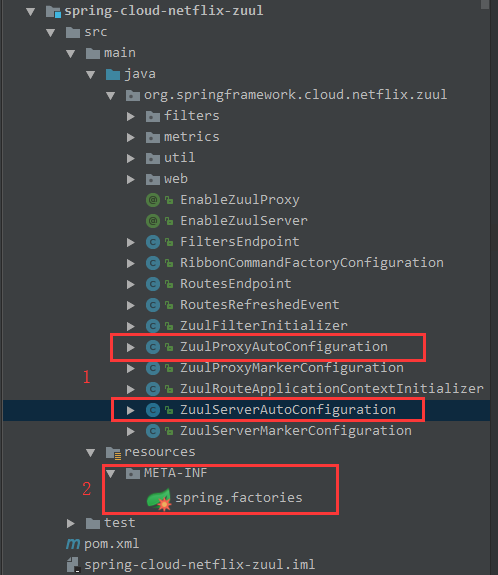 spring-cloud-netflix-zuul
src
main
java
org.springframework.cloud.netflix.zuul
filters
metrics
util
web
EnableZuulProxy
EnableZuulServer
FiltersEndpoint
RibbonCommandFactoryConfiguration
RoutesEndpoint
RoutesRefreshedEvent
ZuulFilterInitializer
ZuulProxyAutoConfiguration
1 ZuulProxyMarkerConfiguration
ZuulRouteApplicationContextInitializer
ZuulServerAutoConfiguration
ZuulServerMarkerConfiguration
resources
META-INF
2 spring.factories
test
pom.xml
spring-cloud-netflix-zuul.iml